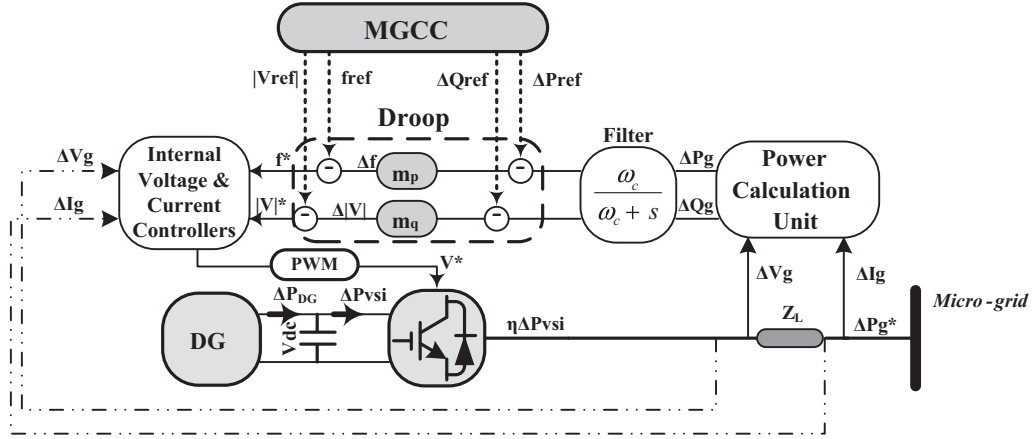 MGCC
|Vref|
fref
ΔQref
ΔPref
Droop
Filter
ΔVg
ΔIg
Internal
Voltage &
Current
Controllers
f*
Δf
mp
-
-
|V|*
Δ|V|
mq
-
-
ωc
ωc + s
ΔPg
ΔQg
Power
Calculation
Unit
PWM
V*
ΔVg
ΔIg
DG
ΔPDG
ΔPvsi
Vdc
ηΔPvsi
ZL
ΔPg*
Micro-grid